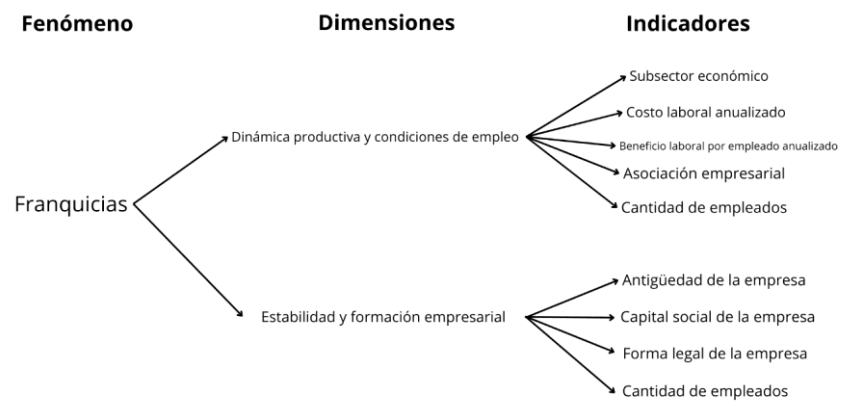 Fenómeno
Dimensiones
Indicadores
Franquicias
Dinámica productiva y condiciones de empleo
Subsector económico
Costo laboral anualizado
Beneficio laboral por empleado anualizado
Asociación empresarial
Cantidad de empleados
Estabilidad y formación empresarial
Antigüedad de la empresa
Capital social de la empresa
Forma legal de la empresa
Cantidad de empleados